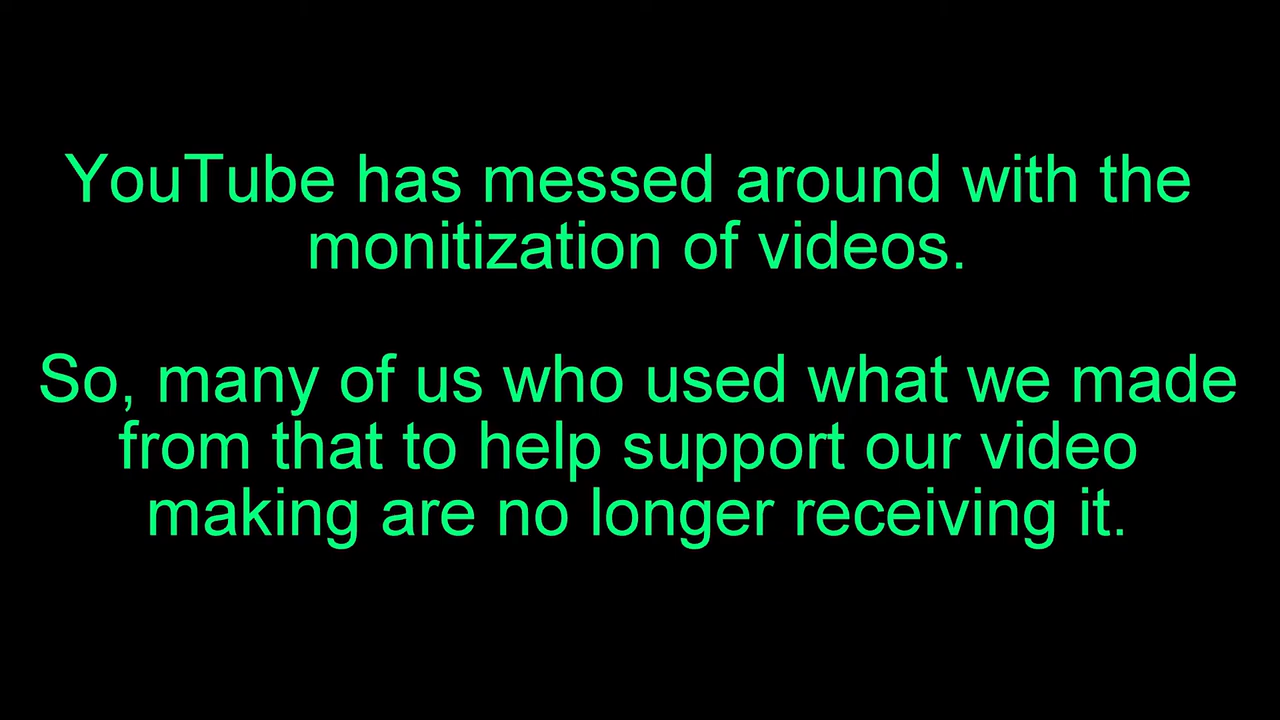 YouTube has messed around with the
monitization of videos.
So, many of us who used what we made
from that to help support our video
making are no longer receiving it.